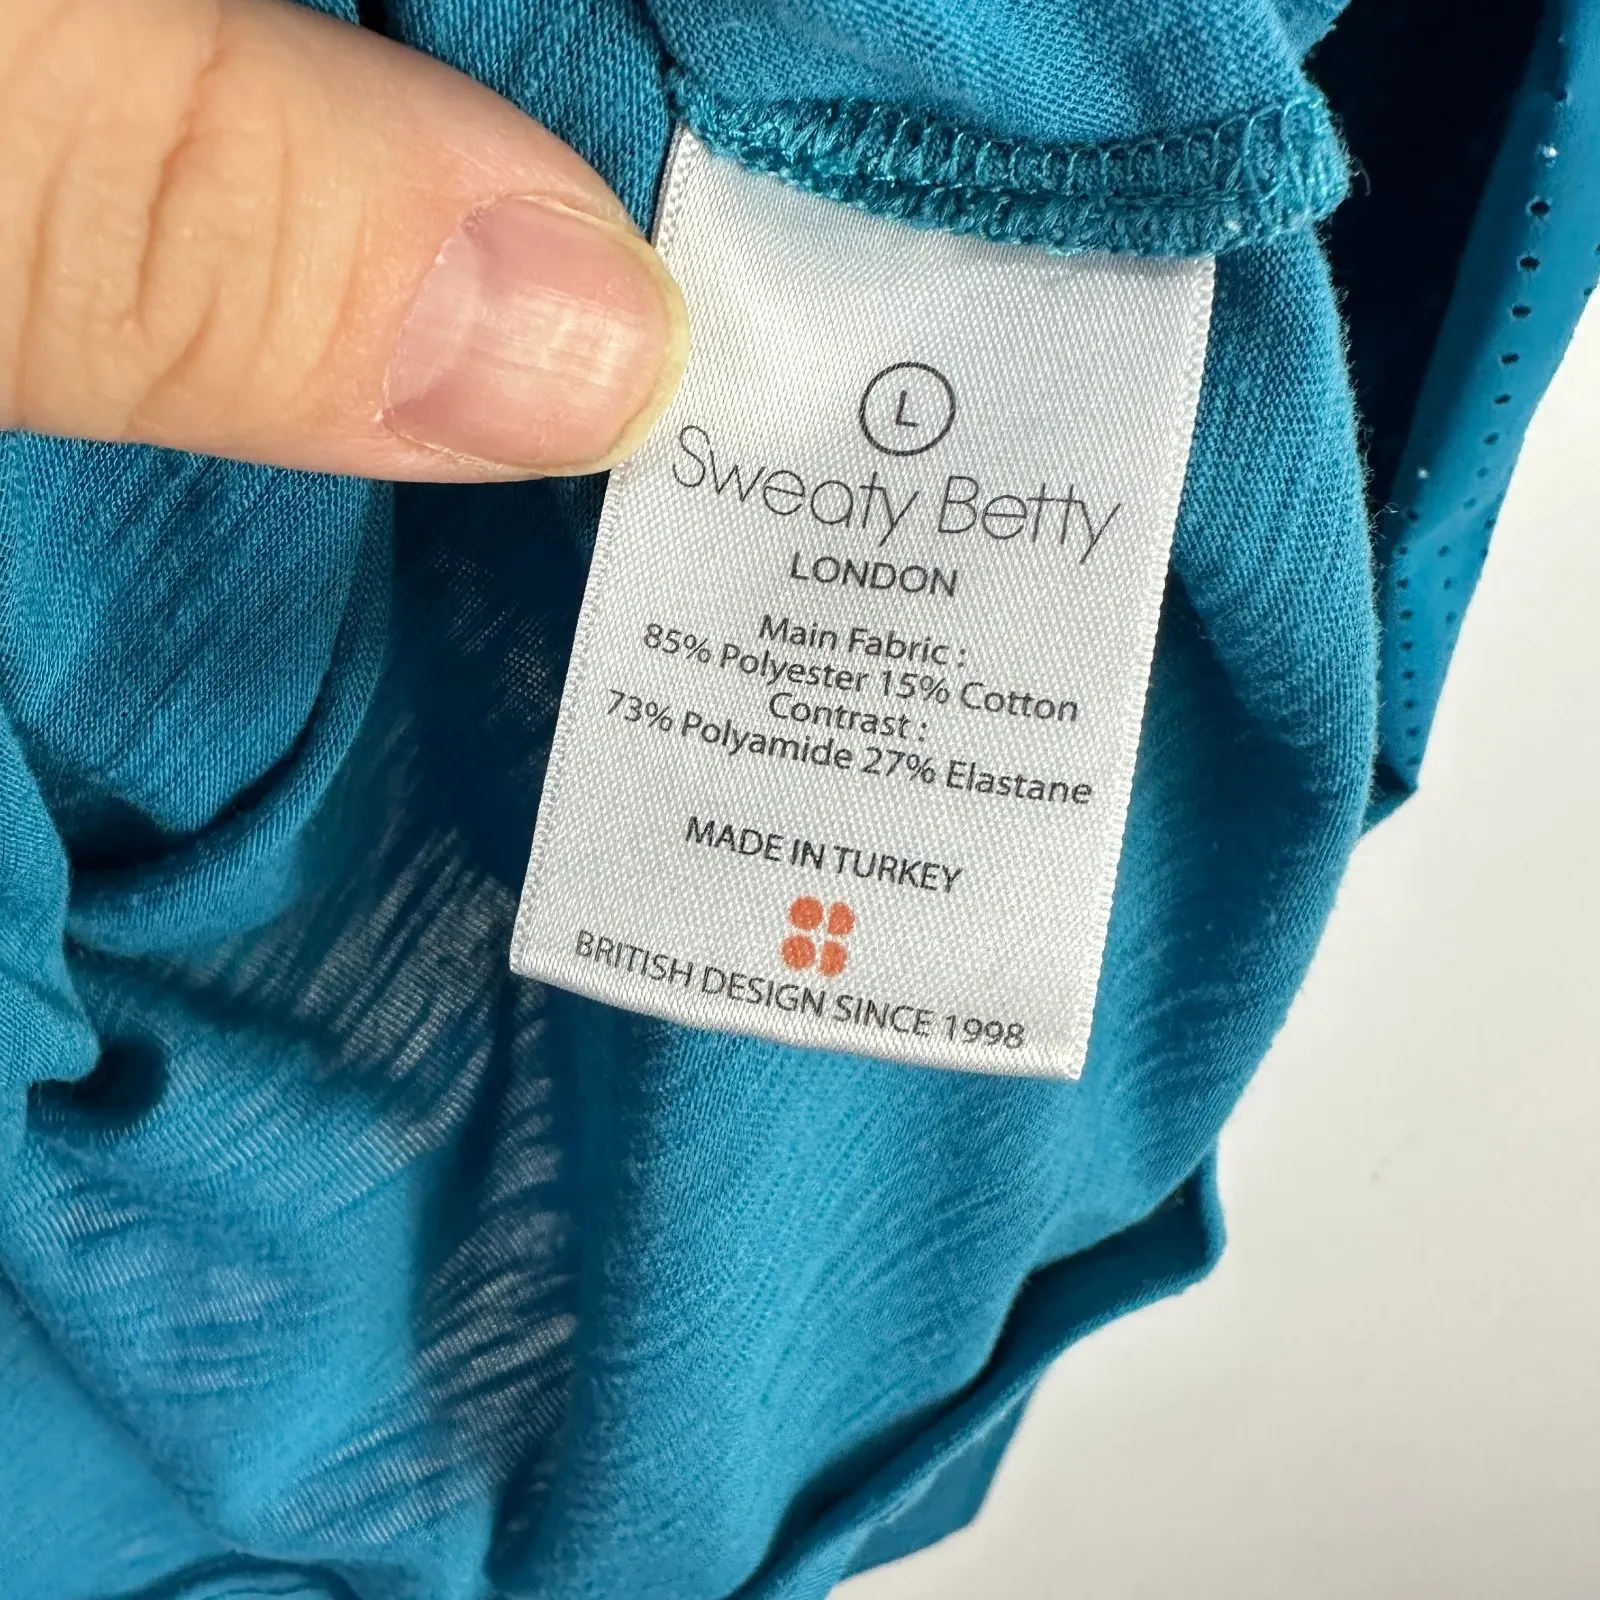 L
Sweaty Betty
LONDON
Main Fabric :
85% Polyester 15% Cotton
Contrast :
73% Polyamide 27% Elastane
MADE IN TURKEY
BRITISH DESIGN SINCE 1998